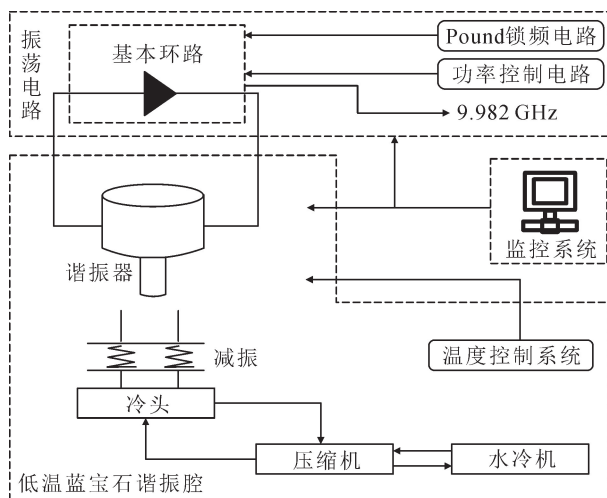 振荡电路
基本环路
Pound锁频电路
功率控制电路
9.982 GHz
谐振器
监控系统
减振
温度控制系统
冷头
压缩机
水冷机
低温蓝宝石谐振腔